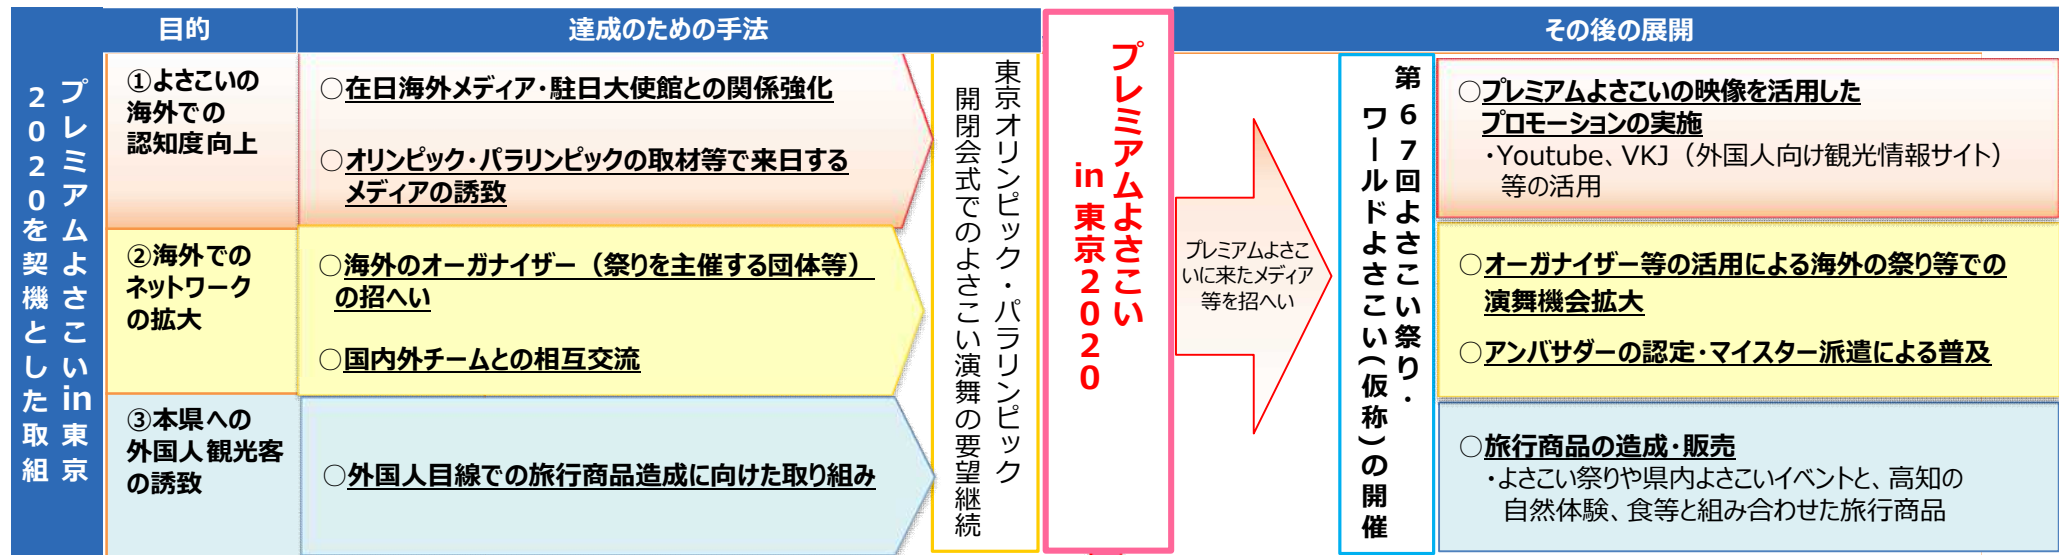 プレミアムよさこいin東京
2020を契機とした取組
目的
①よさこいの
海外での
認知度向上
②海外での
ネットワーク
の拡大
③本県への
外国人観光客
の誘致
達成のための手法
○在日海外メディア・駐日大使館との関係強化
○オリンピック・パラリンピックの取材等で来日する
メディアの誘致
○海外のオーガナイザー（祭りを主催する団体等）
の招へい
○国内外チームとの相互交流
○外国人目線での旅行商品造成に向けた取り組み
東京オリンピック・パラリンピック
開閉会式でのよさこい演舞の要望継続
プレミアムよさこい
in東京2020
プレミアムよさこ
いに来たメディア
等を招へい
その後の展開
第67回よさこい祭り・
ワールドよさこい(仮称)の開催
○プレミアムよさこいの映像を活用した
プロモーションの実施
・Youtube、VKJ（外国人向け観光情報サイト）
等の活用
○オーガナイザー等の活用による海外の祭り等での
演舞機会拡大
○アンバサダーの認定・マイスター派遣による普及
○旅行商品の造成・販売
・よさこい祭りや県内よさこいイベントと、高知の
自然体験、食等と組み合わせた旅行商品